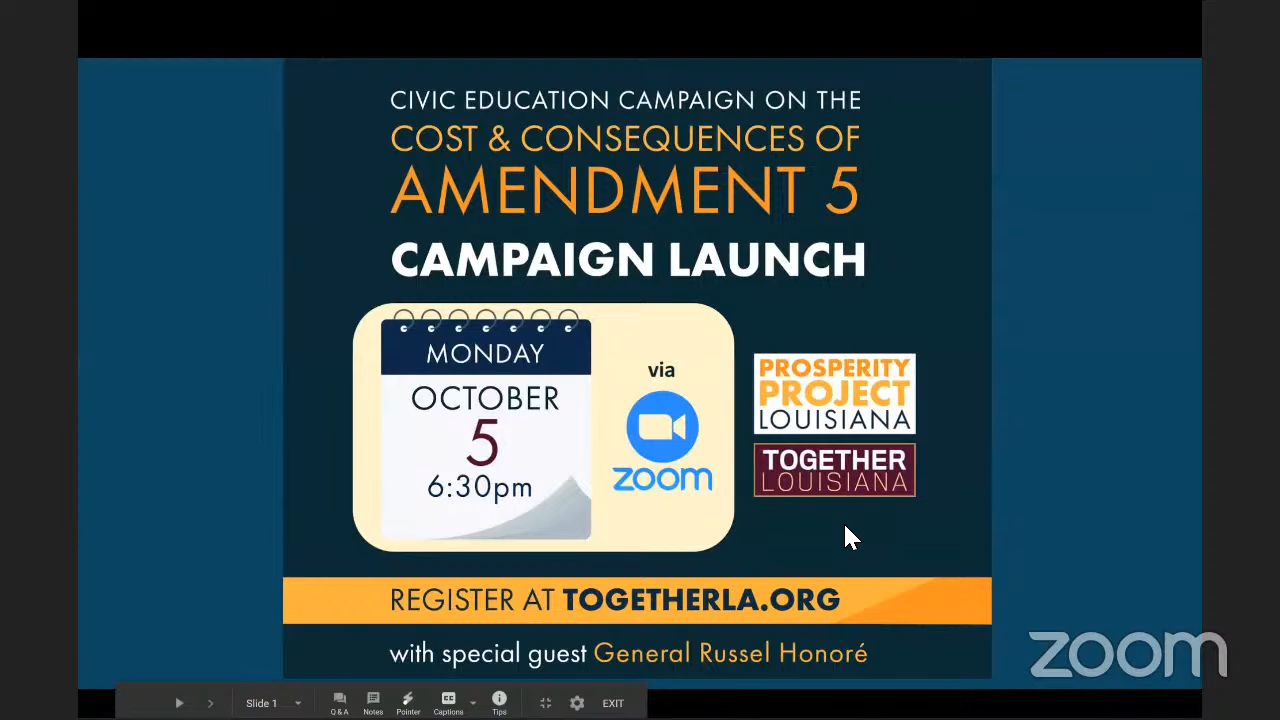 CIVIC EDUCATION CAMPAIGN ON THE
COST & CONSEQUENCES OF
AMENDMENT 5
CAMPAIGN LAUNCH
MONDAY
OCTOBER
5
6:30pm
via
zoom
PROSPERITY
PROJECT
LOUISIANA
TOGETHER
LOUISIANA
REGISTER AT TOGETHERLA.ORG
with special guest General Russel Honoré
zoom
Slide 1
Q & A
Notes
Pointer
CC
Captions
Tips
EXIT